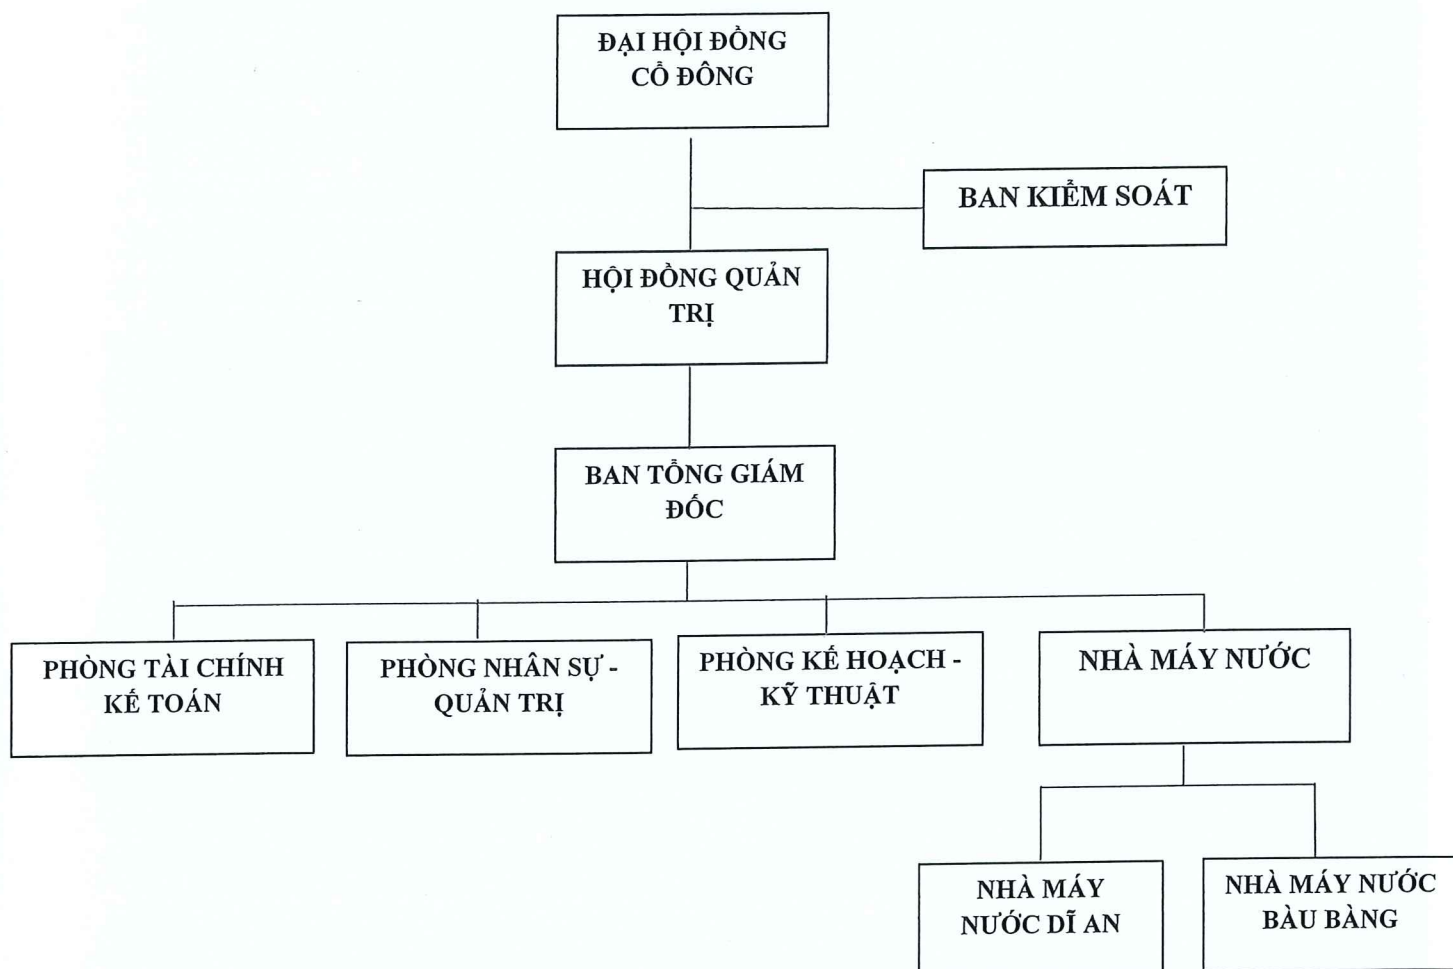 ĐẠI HỘI ĐỒNG
CỔ ĐÔNG
BAN KIỂM SOÁT
HỘI ĐỒNG QUẢN
TRỊ
BAN TỔNG GIÁM
ĐỐC
PHÒNG TÀI CHÍNH
KẾ TOÁN
PHÒNG NHÂN SỰ -
QUẢN TRỊ
PHÒNG KẾ HOẠCH -
KỸ THUẬT
NHÀ MÁY NƯỚC
NHÀ MÁY
NƯỚC DĨ AN
NHÀ MÁY NƯỚC
BÀU BÀNG